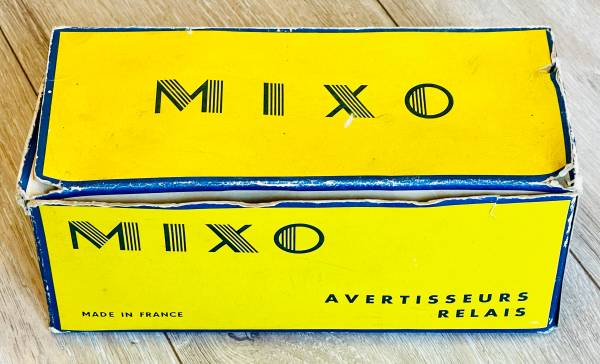 MIXO
MIXO
AVERTISSEURS
RELAIS
MADE IN FRANCE